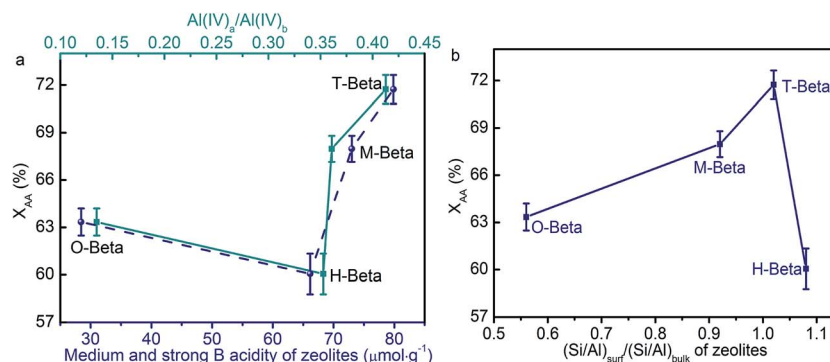 Al(IV)a/Al(IV)b
0.12 0.15 0.20 0.25 0.30 0.35 0.40 0.45
a
72
69
66
63
60
57
X_AA (%)
T-Beta
M-Beta
O-Beta
H-Beta
30 40 50 60 70 80
Medium and strong B acidity of zeolites (μmol·g⁻¹)
b
72
69
66
63
60
57
X_AA (%)
T-Beta
M-Beta
O-Beta
H-Beta
0.5 0.6 0.7 0.8 0.9 1.0 1.1
(Si/Al)surf/(Si/Al)bulk of zeolites